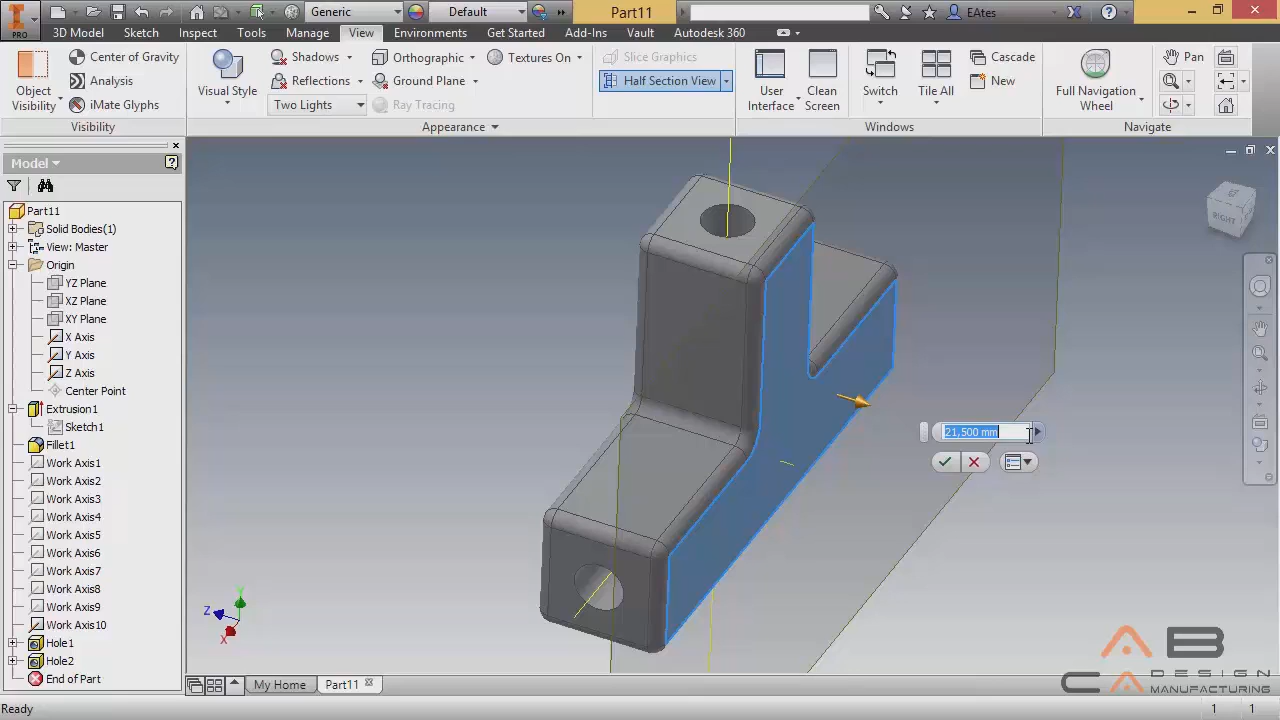 PRO
Generic
Default
Part11
EAtes
3D Model
Sketch
Inspect
Tools
Manage
View
Environments
Get Started
Add-Ins
Vault
Autodesk 360
Object Visibility
Center of Gravity
Analysis
iMate Glyphs
Visibility
Visual Style
Shadows
Reflections
Two Lights
Orthographic
Ground Plane
Ray Tracing
Textures On
Slice Graphics
Half Section View
Appearance
User Interface
Clean Screen
Switch
Tile All
Cascade
New
Windows
Full Navigation Wheel
Pan
Navigate
Model
Part11
Solid Bodies(1)
View: Master
Origin
YZ Plane
XZ Plane
XY Plane
X Axis
Y Axis
Z Axis
Center Point
Extrusion1
Sketch1
Fillet1
Work Axis1
Work Axis2
Work Axis3
Work Axis4
Work Axis5
Work Axis6
Work Axis7
Work Axis8
Work Axis9
Work Axis10
Hole1
Hole2
End of Part
RIGHT
21,500 mm
Y
Z
X
AB
CA DESIGN
MANUFACTURING
My Home
Part11
Ready
1
1